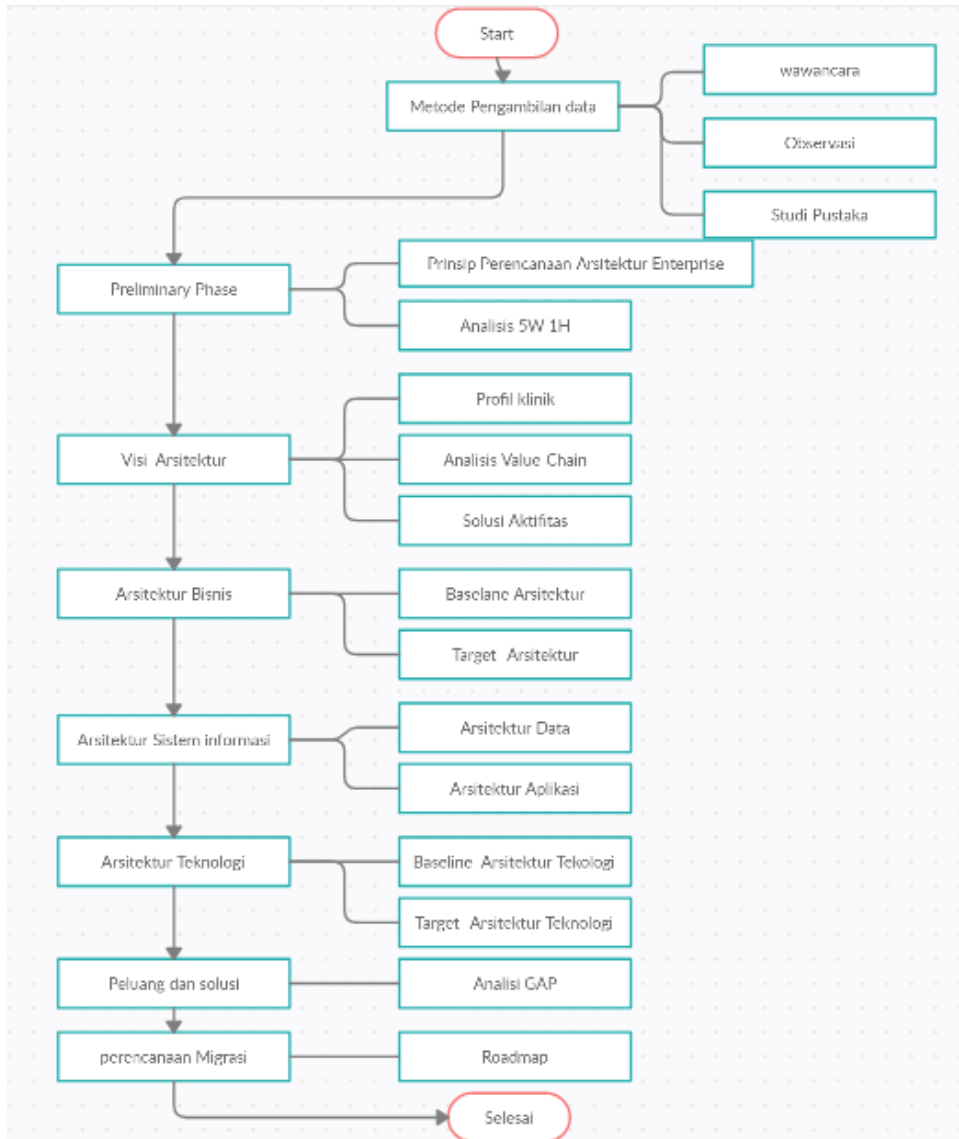 Start
Metode Pengambilan data
wawancara
Observasi
Studi Pustaka
Preliminary Phase
Prinsip Perencanaan Arsitektur Enterprise
Analisis 5W 1H
Visi Arsitektur
Profil klinik
Analisis Value Chain
Solusi Aktifitas
Arsitektur Bisnis
Baselane Arsitektur
Target Arsitektur
Arsitektur Sistem informasi
Arsitektur Data
Arsitektur Aplikasi
Arsitektur Teknologi
Baseline Arsitektur Tekologi
Target Arsitektur Teknologi
Peluang dan solusi
Analisi GAP
perencanaan Migrasi
Roadmap
Selesai